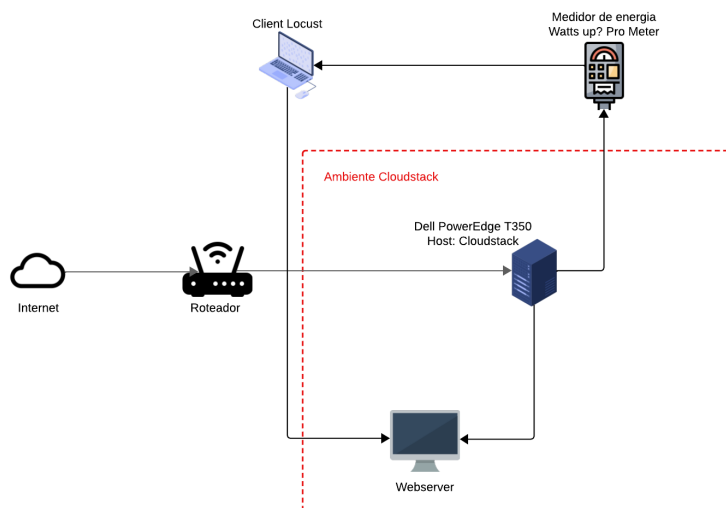 Medidor de energia
Watts up? Pro Meter
Client Locust
Ambiente Cloudstack
Dell PowerEdge T350
Host: Cloudstack
Internet
Roteador
Webserver